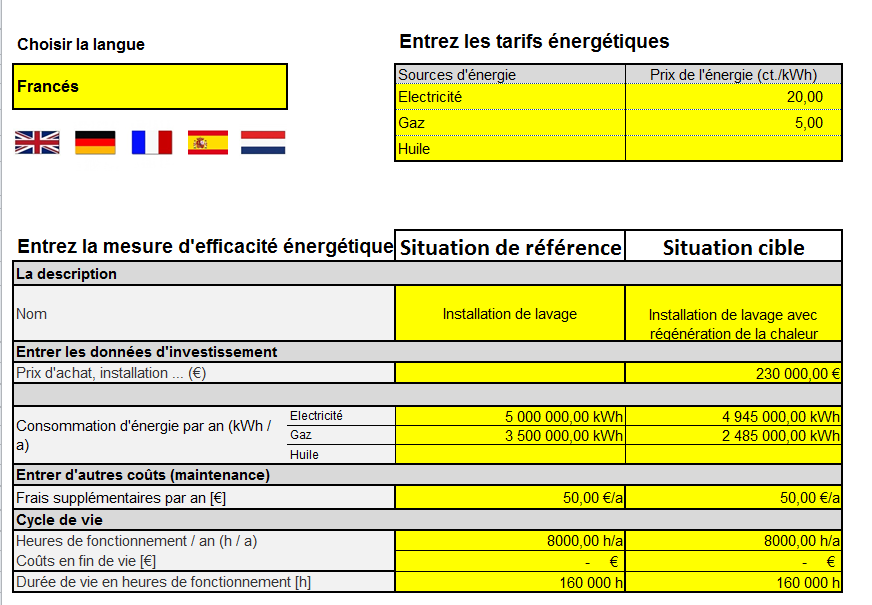 Choisir la langue
Entrez les tarifs énergétiques
Francés
Sources d'énergie Prix de l'énergie (ct./kWh)
Electricité 20,00
Gaz 5,00
Huile
Entrez la mesure d'efficacité énergétique Situation de référence Situation cible
La description
Nom Installation de lavage Installation de lavage avec
régénération de la chaleur
Entrer les données d'investissement
Prix d'achat, installation ... (€) 230 000,00 €
Consommation d'énergie par an (kWh /
a)
Electricité 5 000 000,00 kWh 4 945 000,00 kWh
Gaz 3 500 000,00 kWh 2 485 000,00 kWh
Huile
Entrer d'autres coûts (maintenance)
Frais supplémentaires par an [€] 50,00 €/a 50,00 €/a
Cycle de vie
Heures de fonctionnement / an (h / a) 8000,00 h/a 8000,00 h/a
Coûts en fin de vie [€] - € - €
Durée de vie en heures de fonctionnement [h] 160 000 h 160 000 h